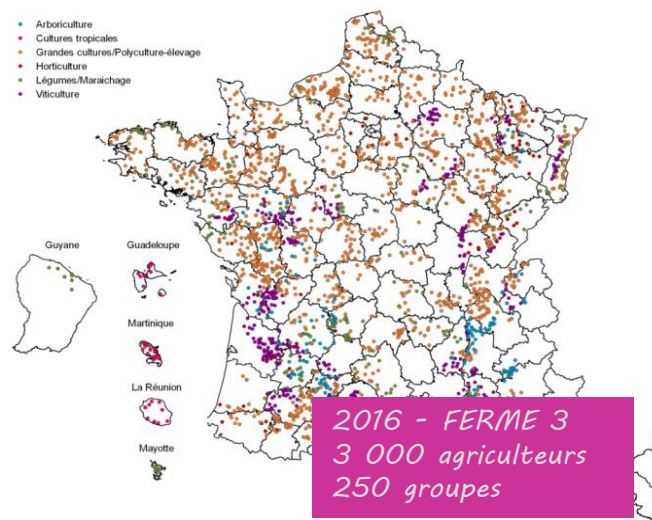 Arboriculture
Cultures tropicales
Grandes cultures/Polyculture-élevage
Horticulture
Légumes/Maraichage
Viticulture
Guyane
Guadeloupe
Martinique
La Réunion
Mayotte
2016 - FERME 3
3 000 agriculteurs
250 groupes